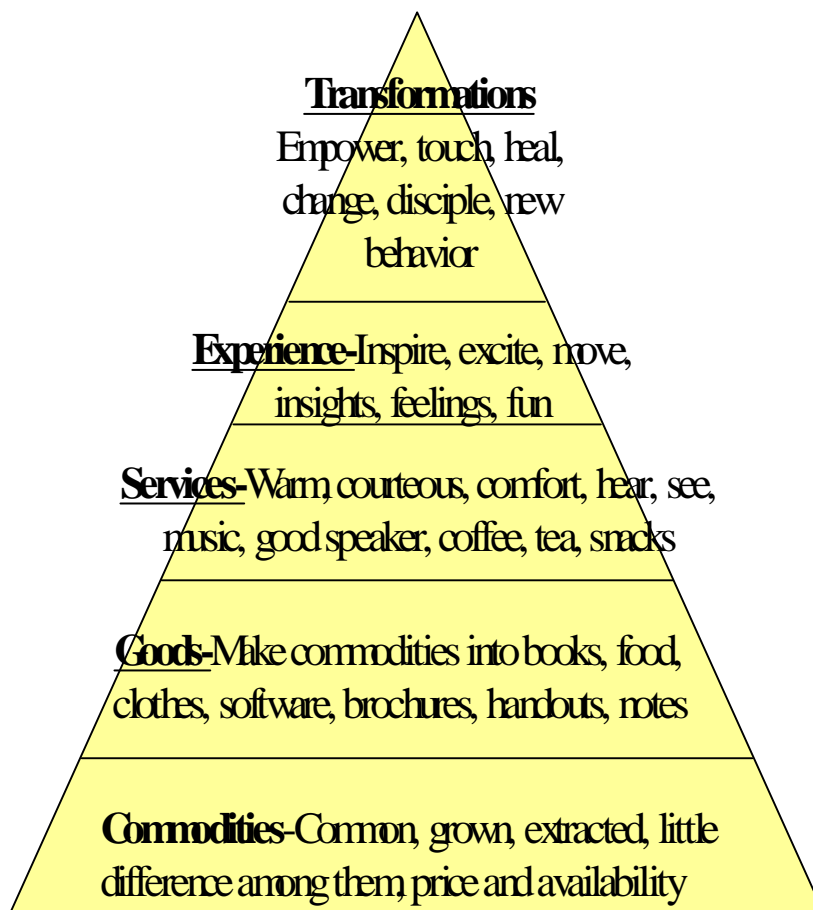 Transformations
Empower, touch, heal,
change, disciple, new
behavior
Experience-Inspire, excite, move,
insights, feelings, fun
Services-Warm, courteous, comfort, hear, see,
music, good speaker, coffee, tea, snacks
Goods-Make commodities into books, food,
clothes, software, brochures, handouts, notes
Commodities-Common, grown, extracted, little
difference among them, price and availability